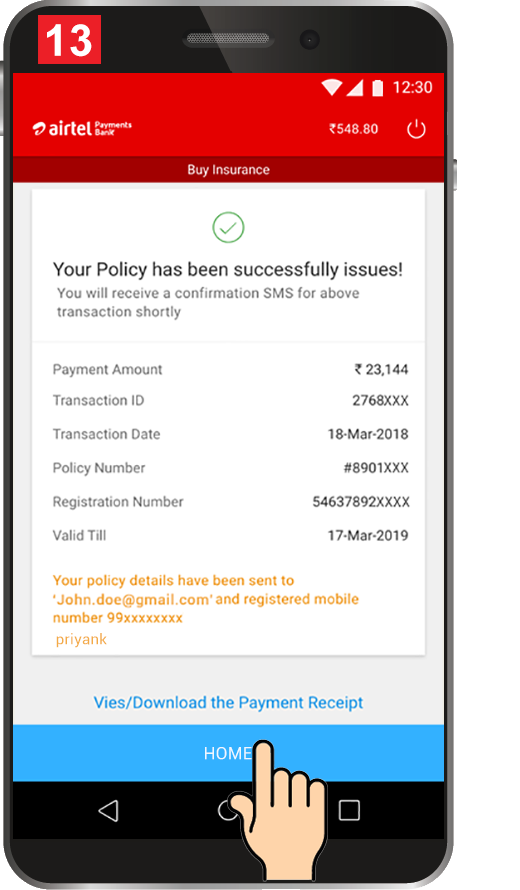 13
12:30
airtel Payments Bank
₹548.80
Buy Insurance
Your Policy has been successfully issues!
You will receive a confirmation SMS for above
transaction shortly
Payment Amount ₹ 23,144
Transaction ID 2768XXX
Transaction Date 18-Mar-2018
Policy Number #8901XXX
Registration Number 54637892XXXX
Valid Till 17-Mar-2019
Your policy details have been sent to
'John.doe@gmail.com' and registered mobile
number 99xxxxxxxx
priyank
Vies/Download the Payment Receipt
HOME